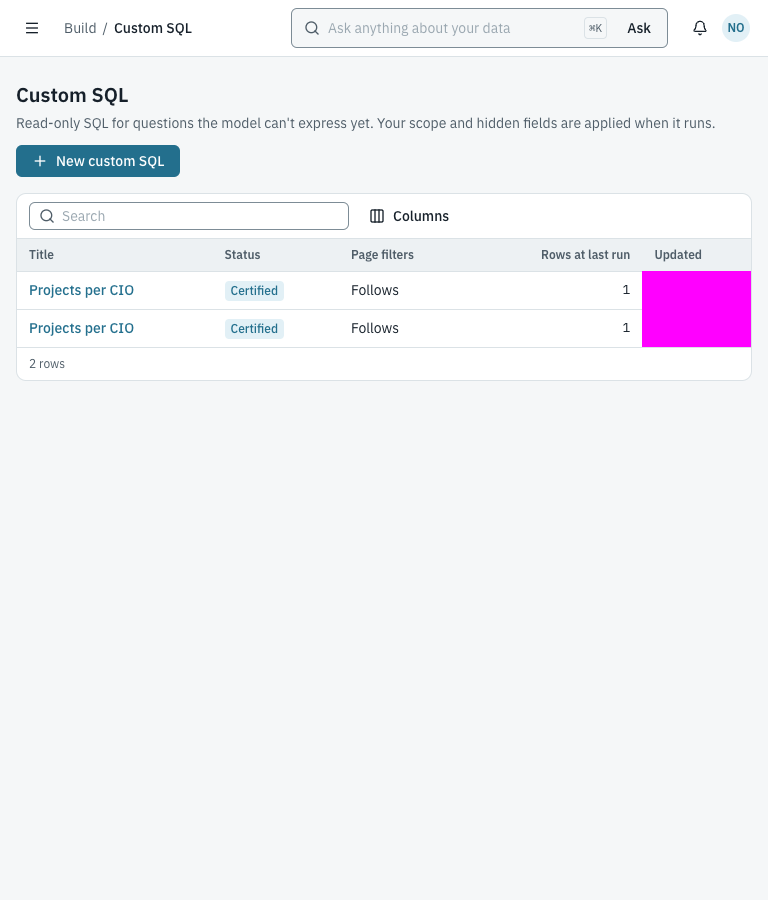 Build / Custom SQL
Ask anything about your data ⌘K Ask
NO
Custom SQL
Read-only SQL for questions the model can't express yet. Your scope and hidden fields are applied when it runs.
New custom SQL
Search
Columns
Title Status Page filters Rows at last run Updated
Projects per CIO Certified Follows 1
Projects per CIO Certified Follows 1
2 rows